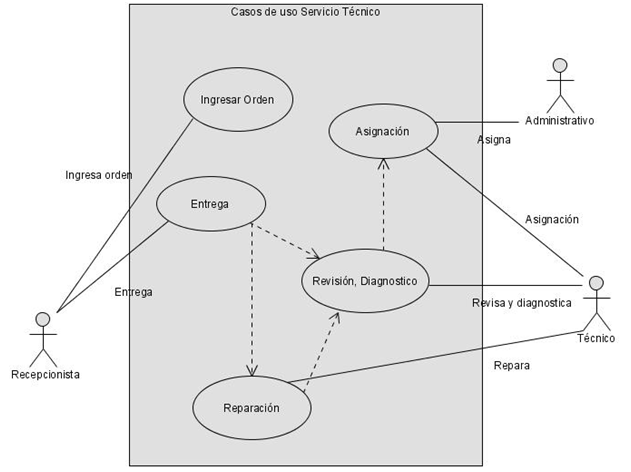 Casos de uso Servicio Técnico
Ingresar Orden
Asignación
Administrativo
Asigna
Ingresa orden
Entrega
Asignación
Revisión, Diagnostico
Entrega
Revisa y diagnostica
Técnico
Recepcionista
Repara
Reparación